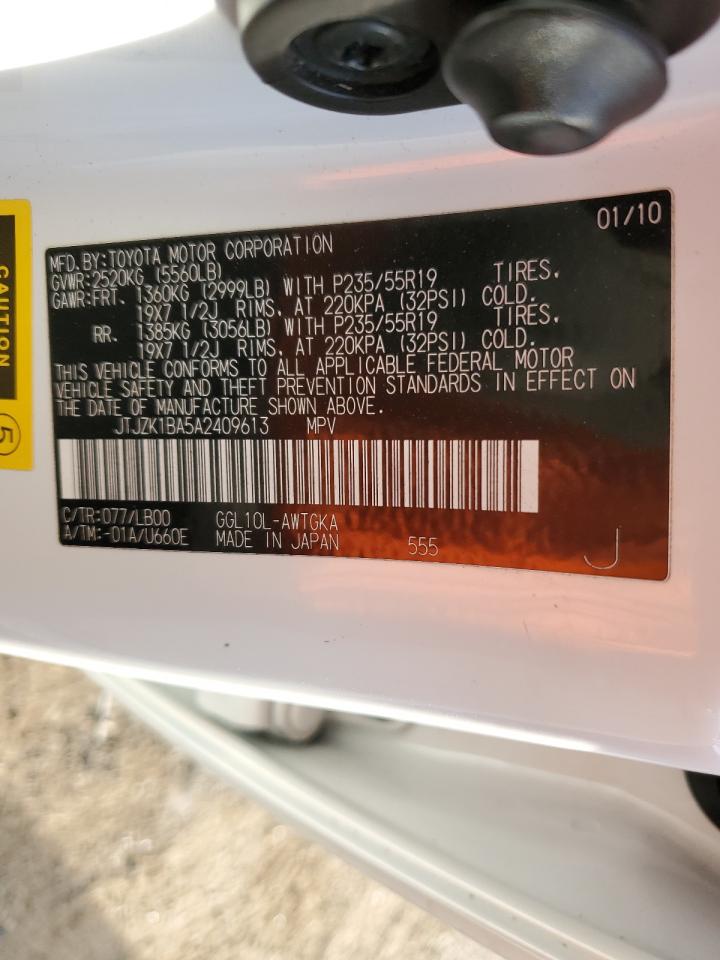 01/10
MFD.BY:TOYOTA MOTOR CORPORATION
GVWR:2520KG (5560LB)
GAWR:FRT. 1360KG (2999LB) WITH P235/55R19 TIRES,
19X7 1/2J RIMS, AT 220KPA (32PSI) COLD.
RR. 1385KG (3056LB) WITH P235/55R19 TIRES,
19X7 1/2J RIMS, AT 220KPA (32PSI) COLD.
THIS VEHICLE CONFORMS TO ALL APPLICABLE FEDERAL MOTOR
VEHICLE SAFETY AND THEFT PREVENTION STANDARDS IN EFFECT ON
THE DATE OF MANUFACTURE SHOWN ABOVE.
JTJZK1BA5A2409613 MPV
C/TR:077/LB00 GGL10L-AWTGKA
A/TM:-01A/U660E MADE IN JAPAN 555 J
CAUTION
5